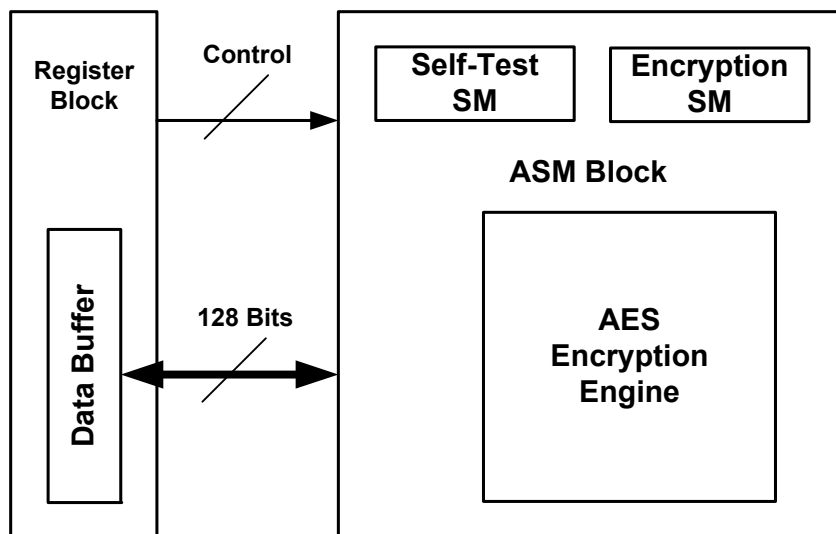 Register
Block
Control
Self-Test
SM
Encryption
SM
ASM Block
Data Buffer
128 Bits
AES
Encryption
Engine